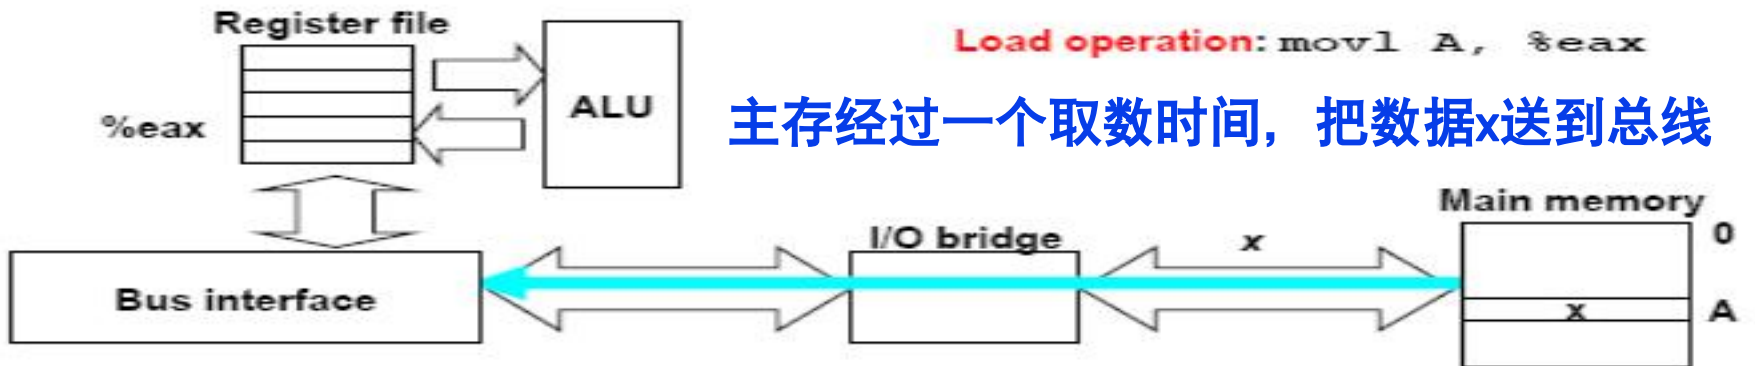 Register file
Load operation: movl A, %eax
ALU
%eax
主存经过一个取数时间，把数据x送到总线
Main memory
0
I/O bridge
x
Bus interface
x
A